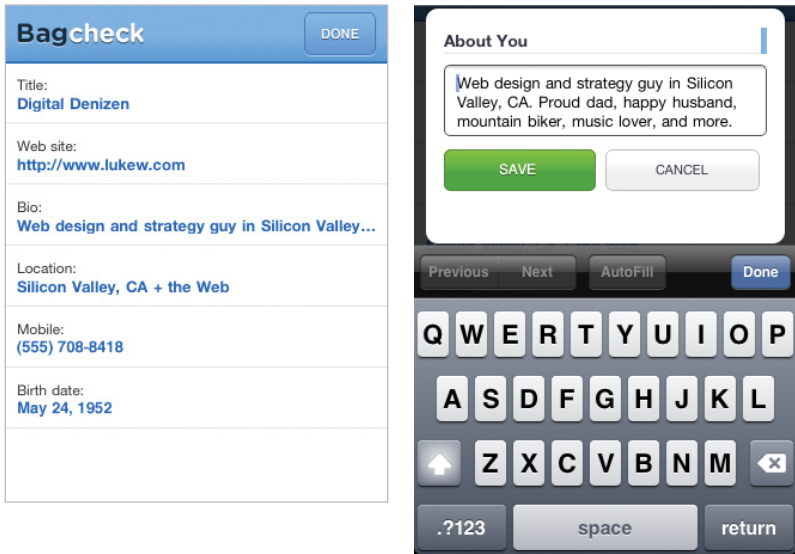 Bagcheck
DONE
Title:
Digital Denizen
Web site:
http://www.lukew.com
Bio:
Web design and strategy guy in Silicon Valley...
Location:
Silicon Valley, CA + the Web
Mobile:
(555) 708-8418
Birth date:
May 24, 1952
About You
Web design and strategy guy in Silicon
Valley, CA. Proud dad, happy husband,
mountain biker, music lover, and more.
SAVE CANCEL
Previous Next AutoFill Done
Q W E R T Y U I O P
A S D F G H J K L
Z X C V B N M
.?123 space return